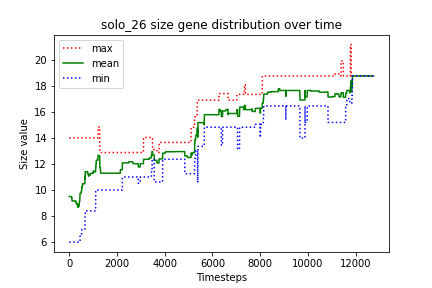 solo_26 size gene distribution over time
max
mean
min
Size value
20
18
16
14
12
10
8
6
0 2000 4000 6000 8000 10000 12000
Timesteps